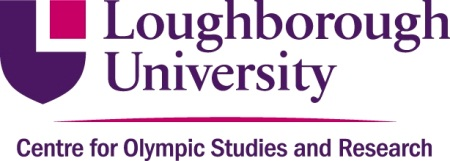 Loughborough
University
Centre for Olympic Studies and Research